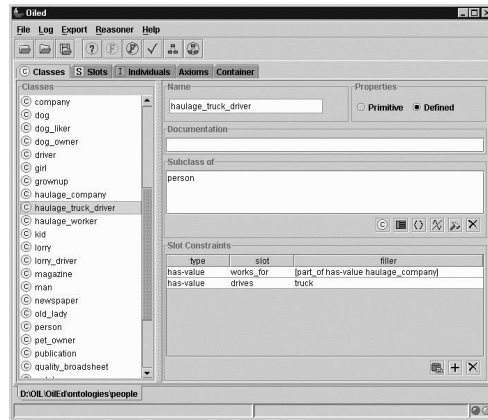 Oiled
File Log Export Reasoner Help
C Classes S Slots I Individuals Axioms Container
Classes
company
dog
dog_liker
dog_owner
driver
girl
grownup
haulage_company
haulage_truck_driver
haulage_worker
kid
lorry
lorry_driver
magazine
man
newspaper
old_lady
person
pet_owner
publication
quality_broadsheet
Name
haulage_truck_driver
Properties
Primitive Defined
Documentation
Subclass of
person
Slot Constraints
type slot filler
has-value works_for [part_of has-value haulage_company]
has-value drives truck
D:\OIL\OilEd\ontologies\people